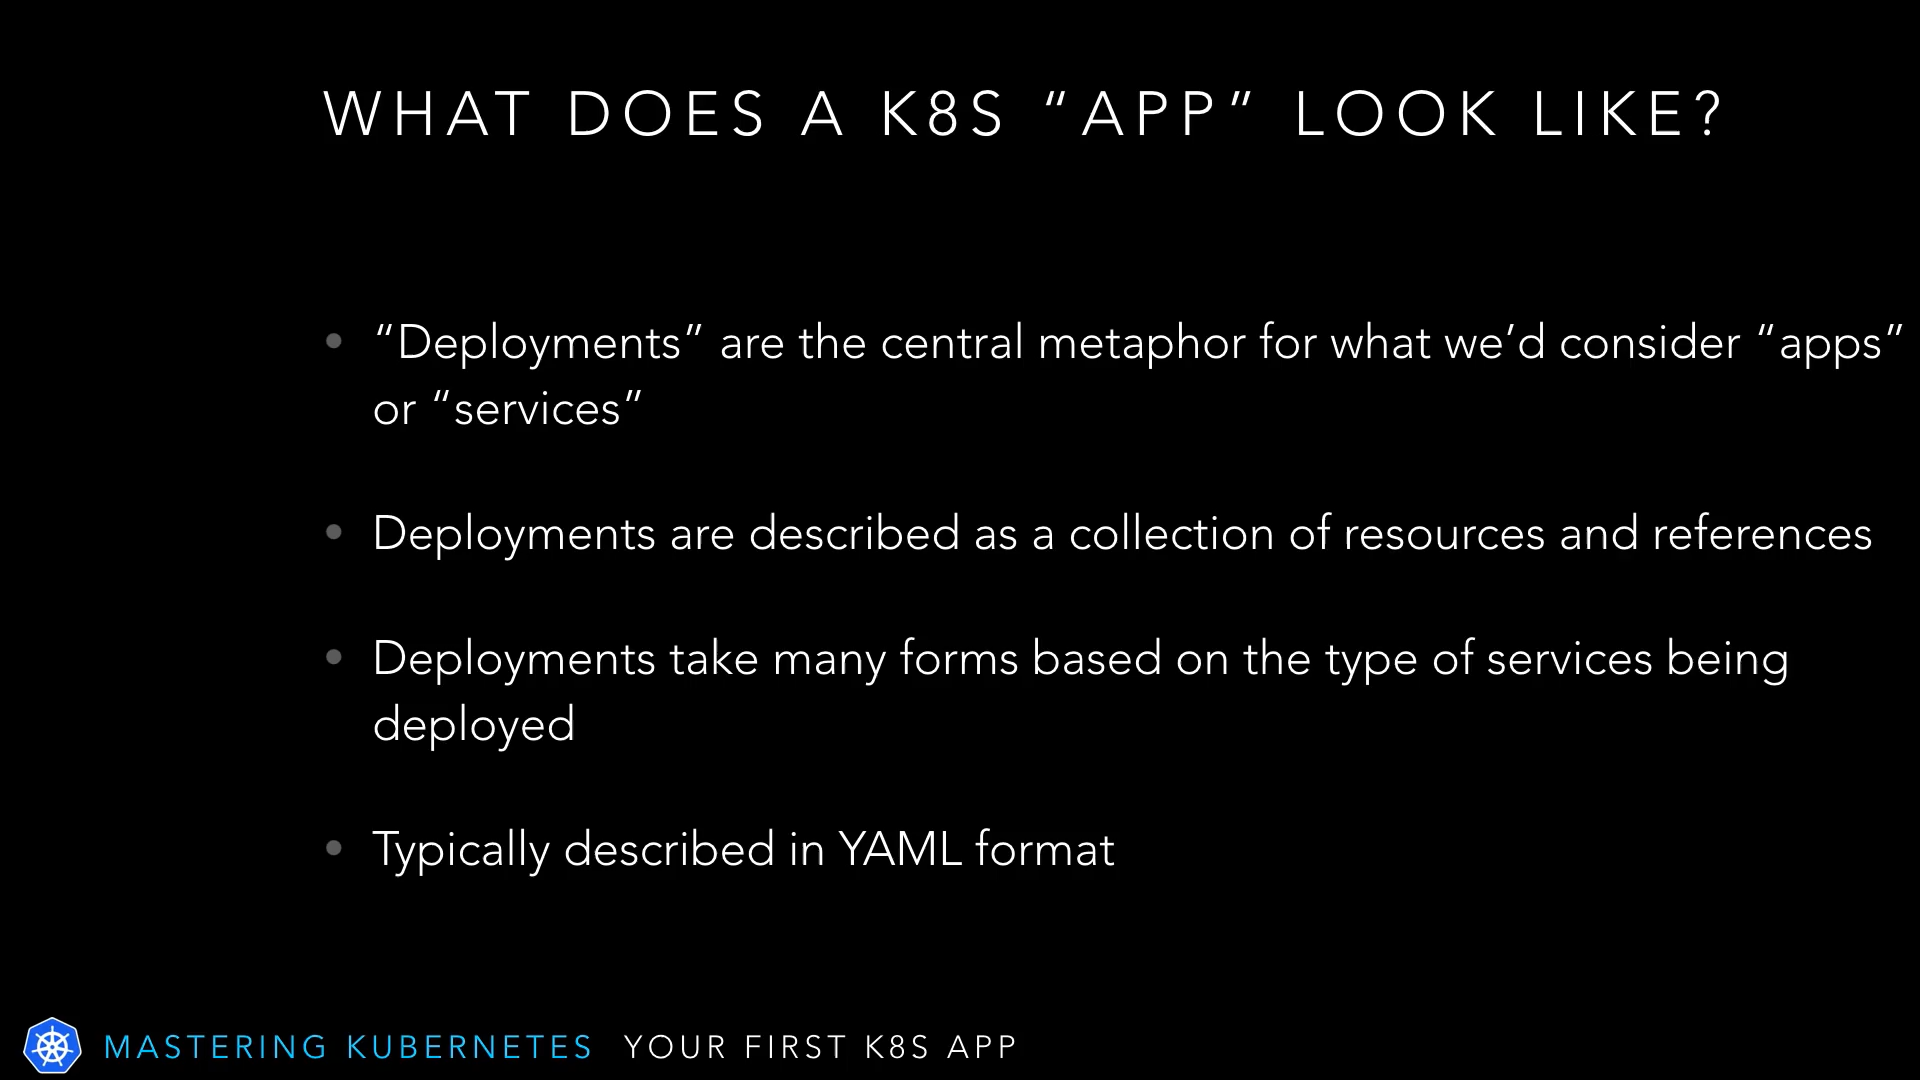 WHAT DOES A K8S “APP” LOOK LIKE?
• “Deployments” are the central metaphor for what we’d consider “apps”
or “services”
• Deployments are described as a collection of resources and references
• Deployments take many forms based on the type of services being
deployed
• Typically described in YAML format
MASTERING KUBERNETES YOUR FIRST K8S APP